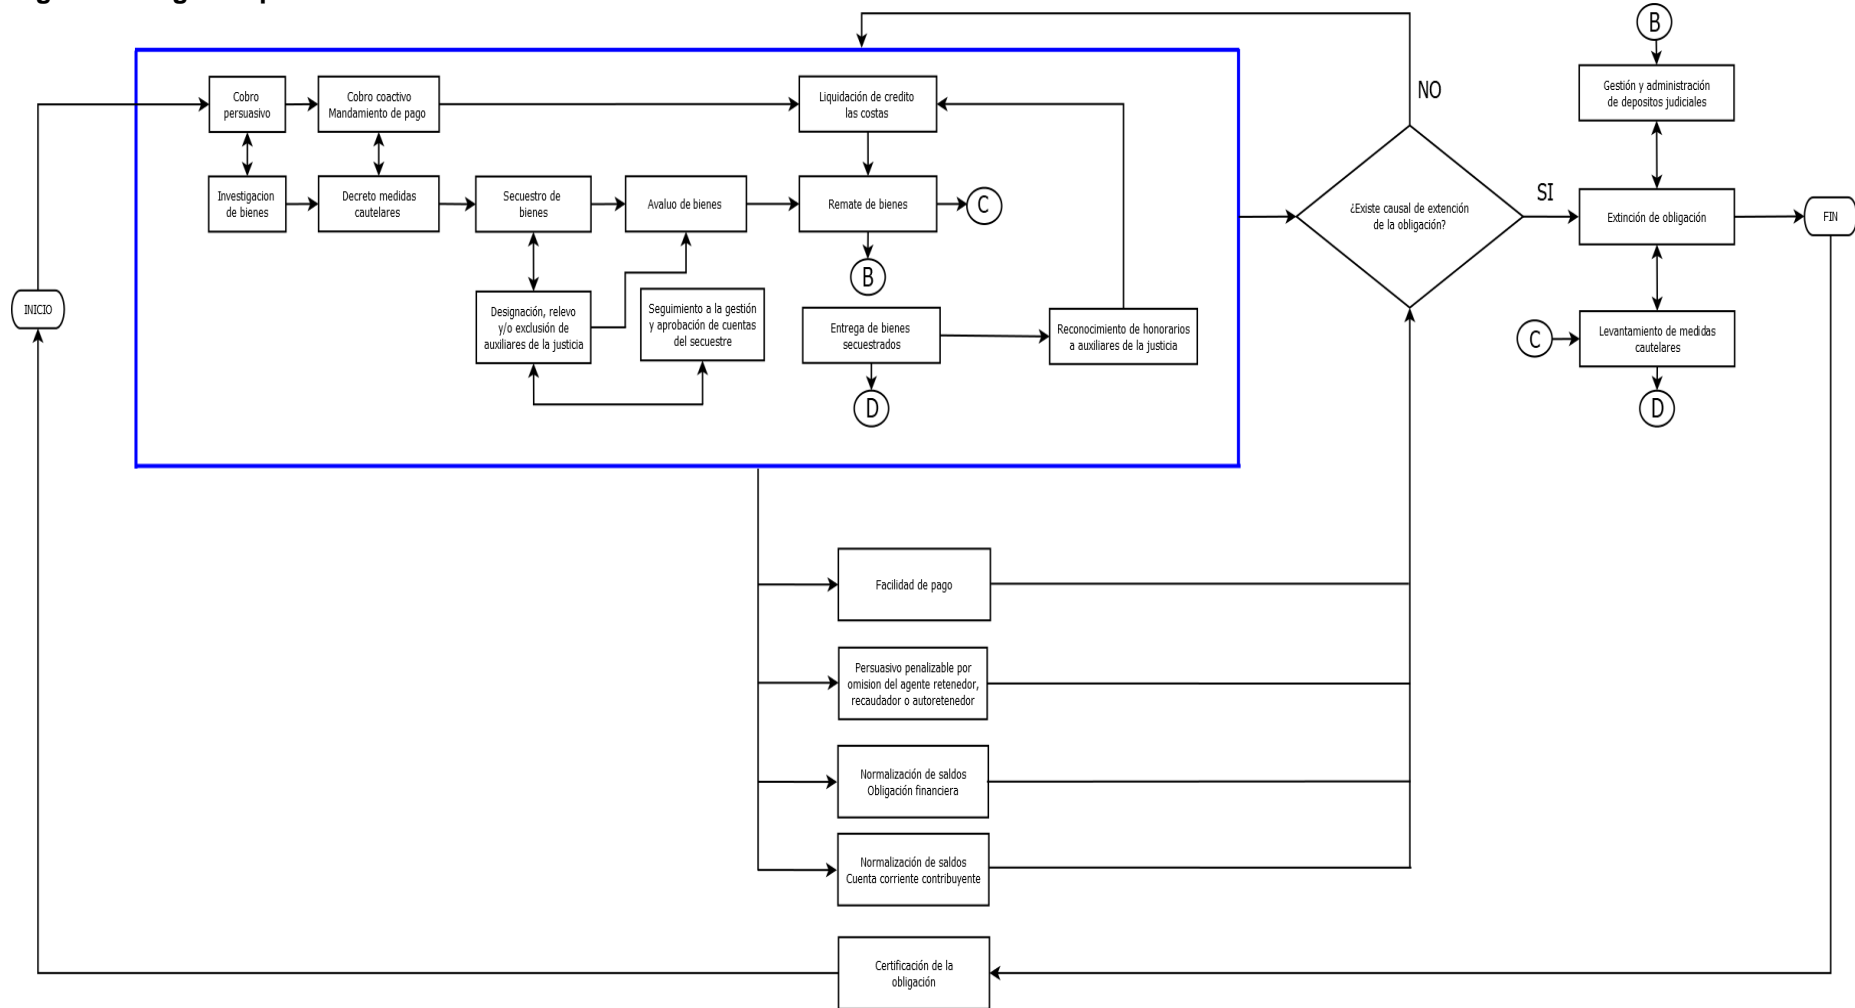 B
Gestión y administración
de depositos judiciales
NO
Cobro
persuasivo
Cobro coactivo
Mandamiento de pago
Liquidación de credito
las costas
Investigacion
de bienes
Decreto medidas
cautelares
Secuestro de
bienes
Avaluo de bienes
Remate de bienes
C
¿Existe causal de extención
de la obligación?
SI
Extinción de obligación
FIN
B
INICIO
Designación, relevo
y/o exclusión de
auxiliares de la justicia
Seguimiento a la gestión
y aprobación de cuentas
del secuestre
Entrega de bienes
secuestrados
Reconocimiento de honorarios
a auxiliares de la justicia
C
Levantamiento de medidas
cautelares
D
D
Facilidad de pago
Persuasivo penalizable por
omision del agente retenedor,
recaudador o autoretenedor
Normalización de saldos
Obligación financiera
Normalización de saldos
Cuenta corriente contribuyente
Certificación de la
obligación